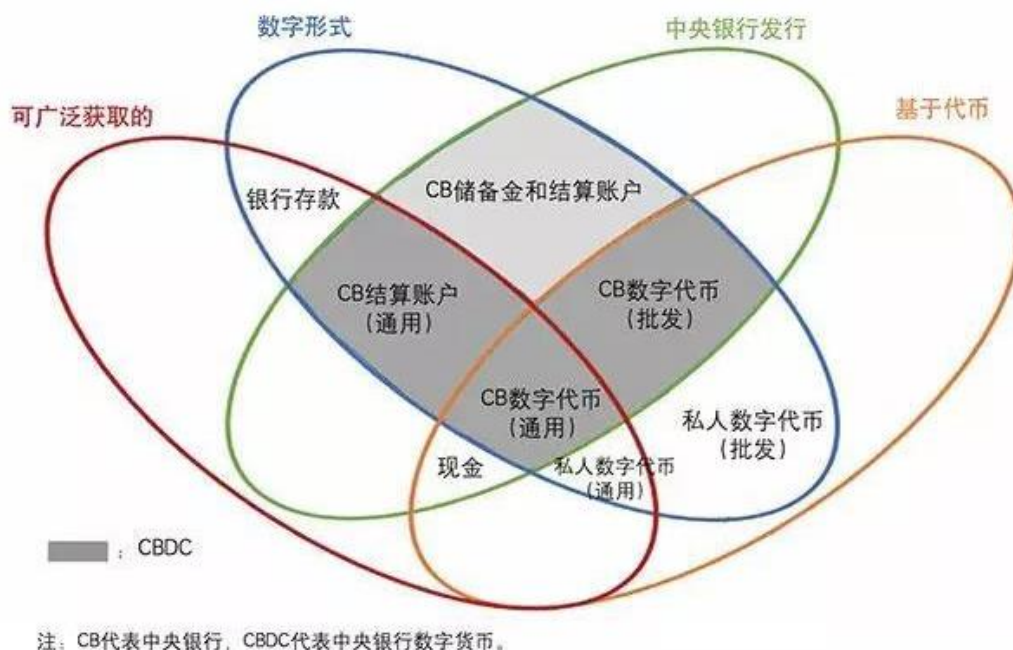 数字形式
中央银行发行
可广泛获取的
基于代币
银行存款
CB储备金和结算账户
CB结算账户
(通用)
CB数字代币
(批发)
CB数字代币
(通用)
私人数字代币
(批发)
现金
私人数字代币
(通用)
：CBDC
注：CB代表中央银行，CBDC代表中央银行数字货币。